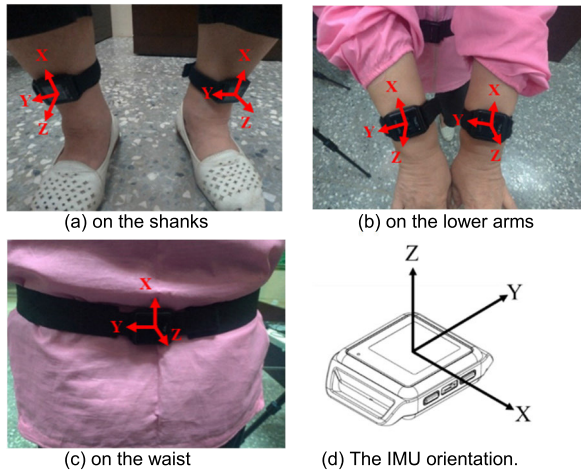 X
Y
Z
X
Y
Z
(a) on the shanks
X
Y
Z
X
Y
Z
(b) on the lower arms
X
Y
Z
(c) on the waist
Z
Y
X
(d) The IMU orientation.